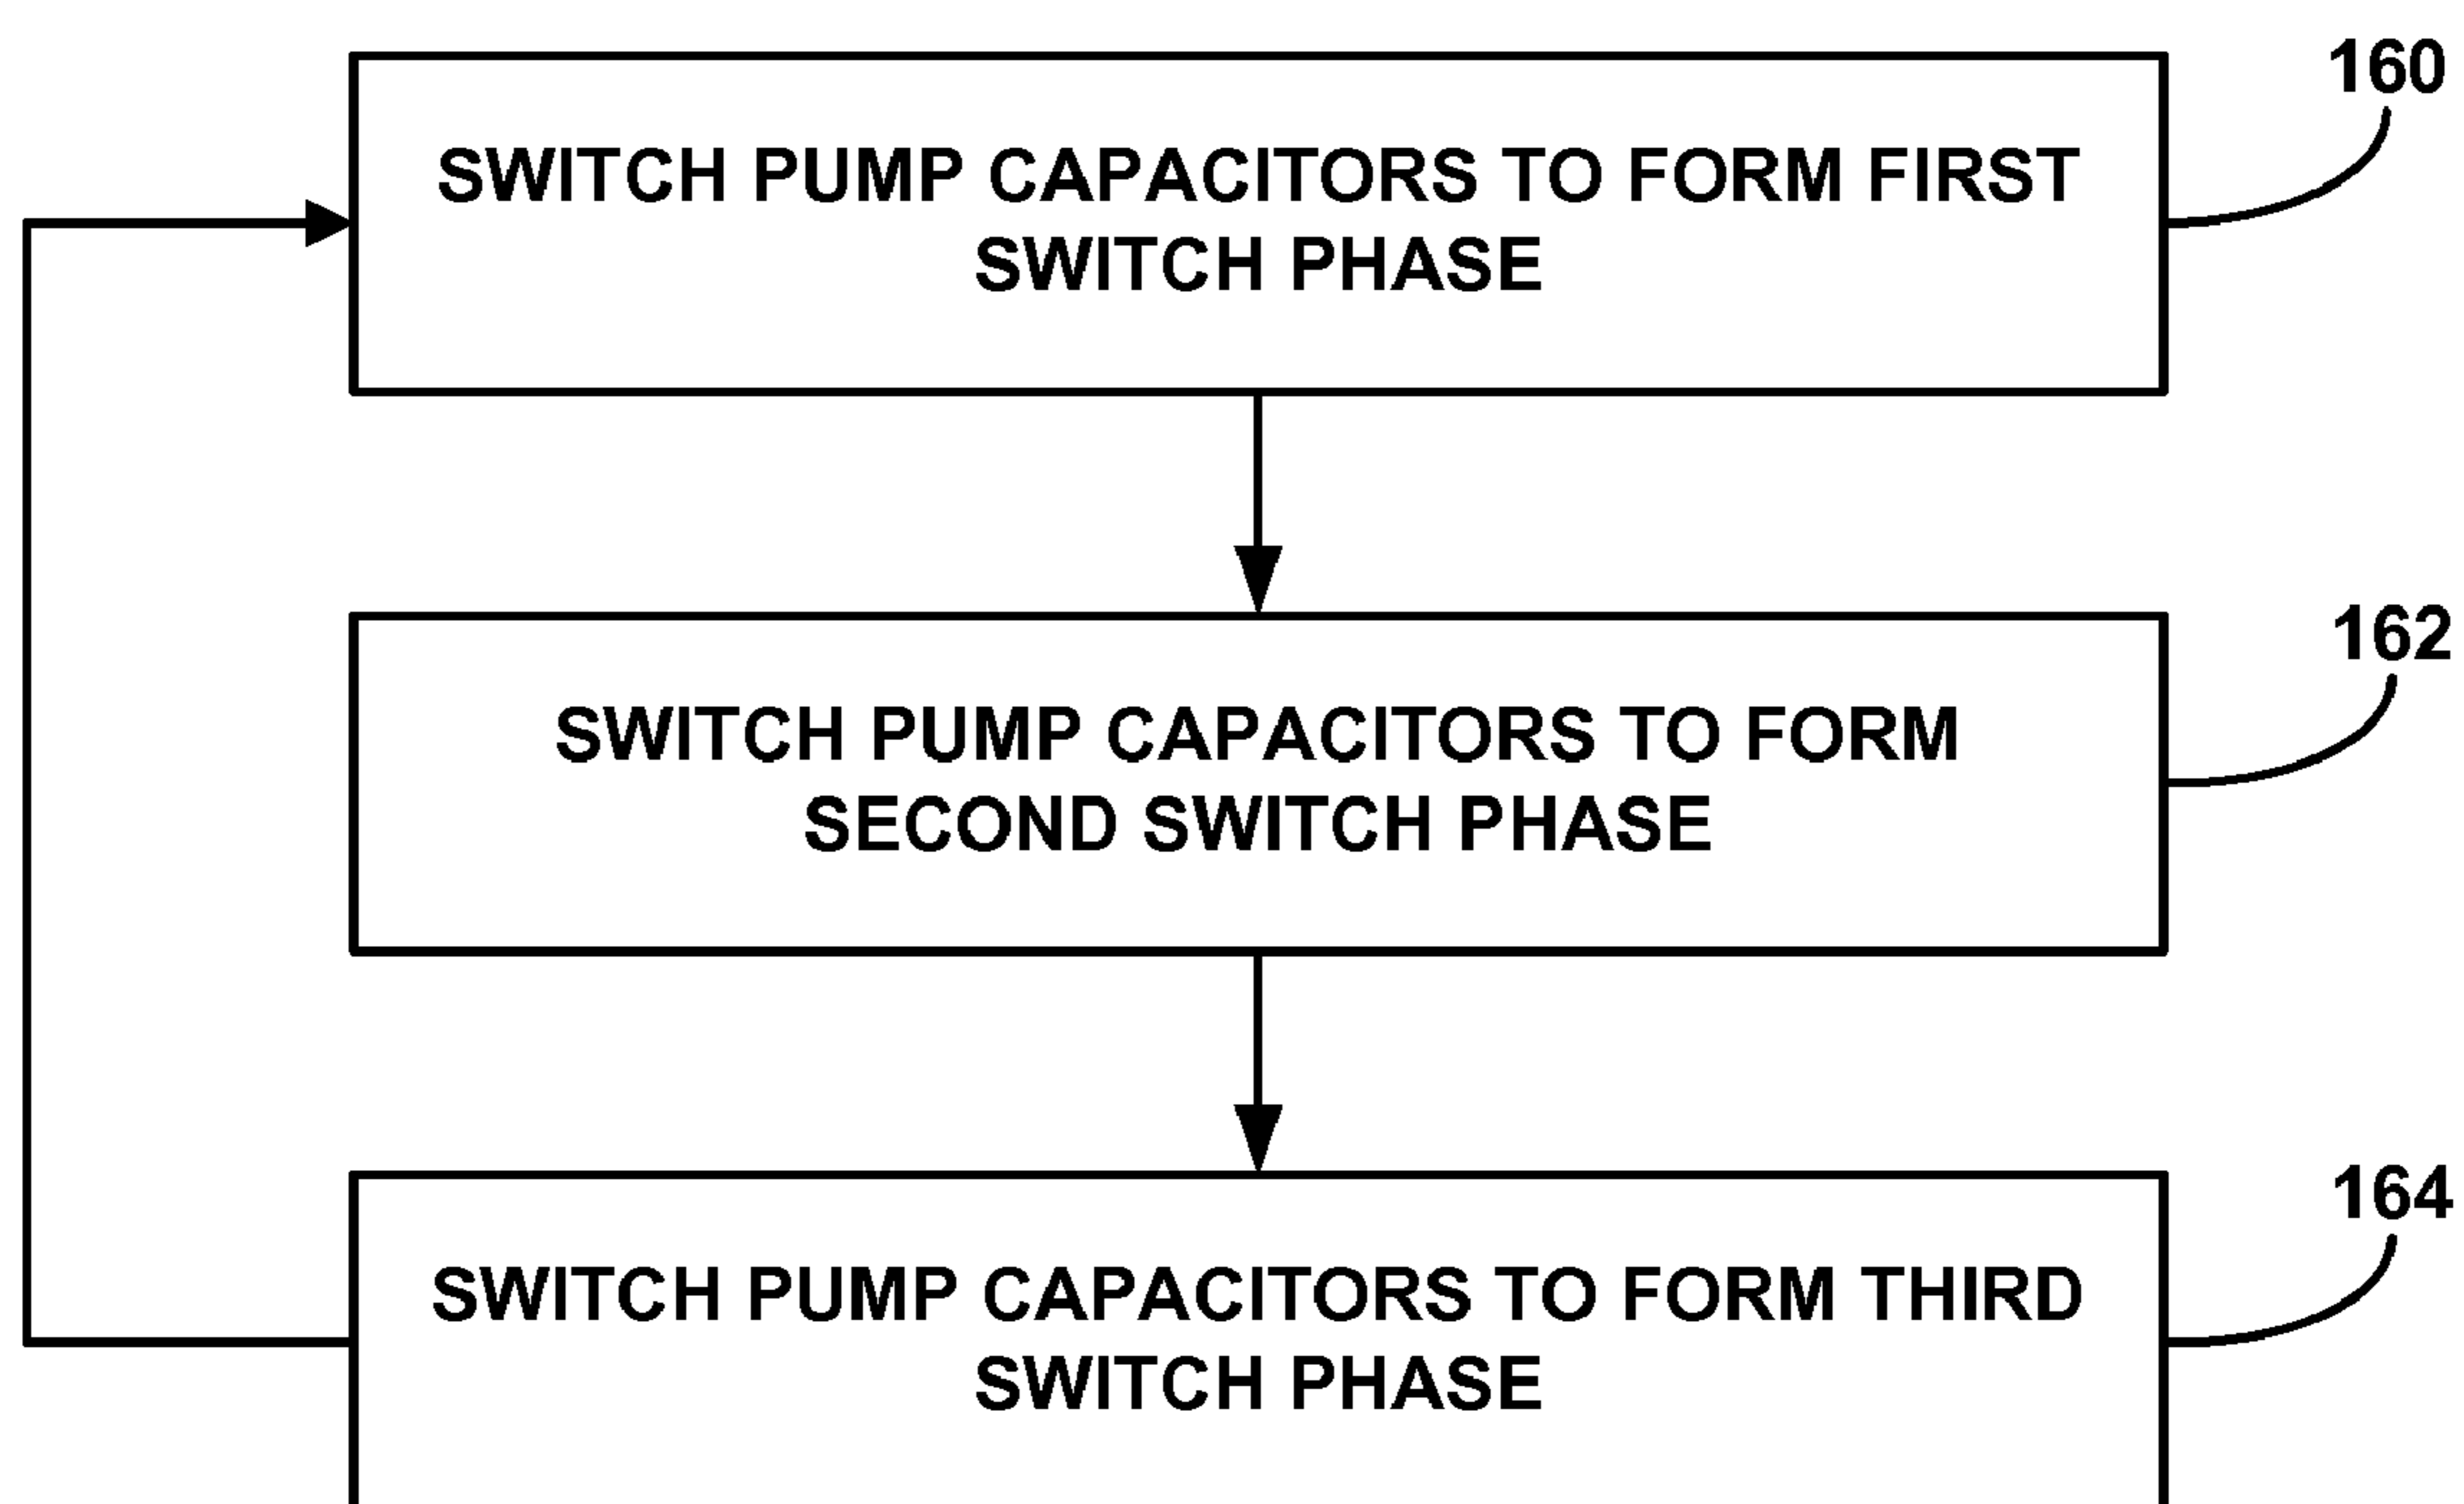 160
SWITCH PUMP CAPACITORS TO FORM FIRST
SWITCH PHASE
162
SWITCH PUMP CAPACITORS TO FORM
SECOND SWITCH PHASE
164
SWITCH PUMP CAPACITORS TO FORM THIRD
SWITCH PHASE